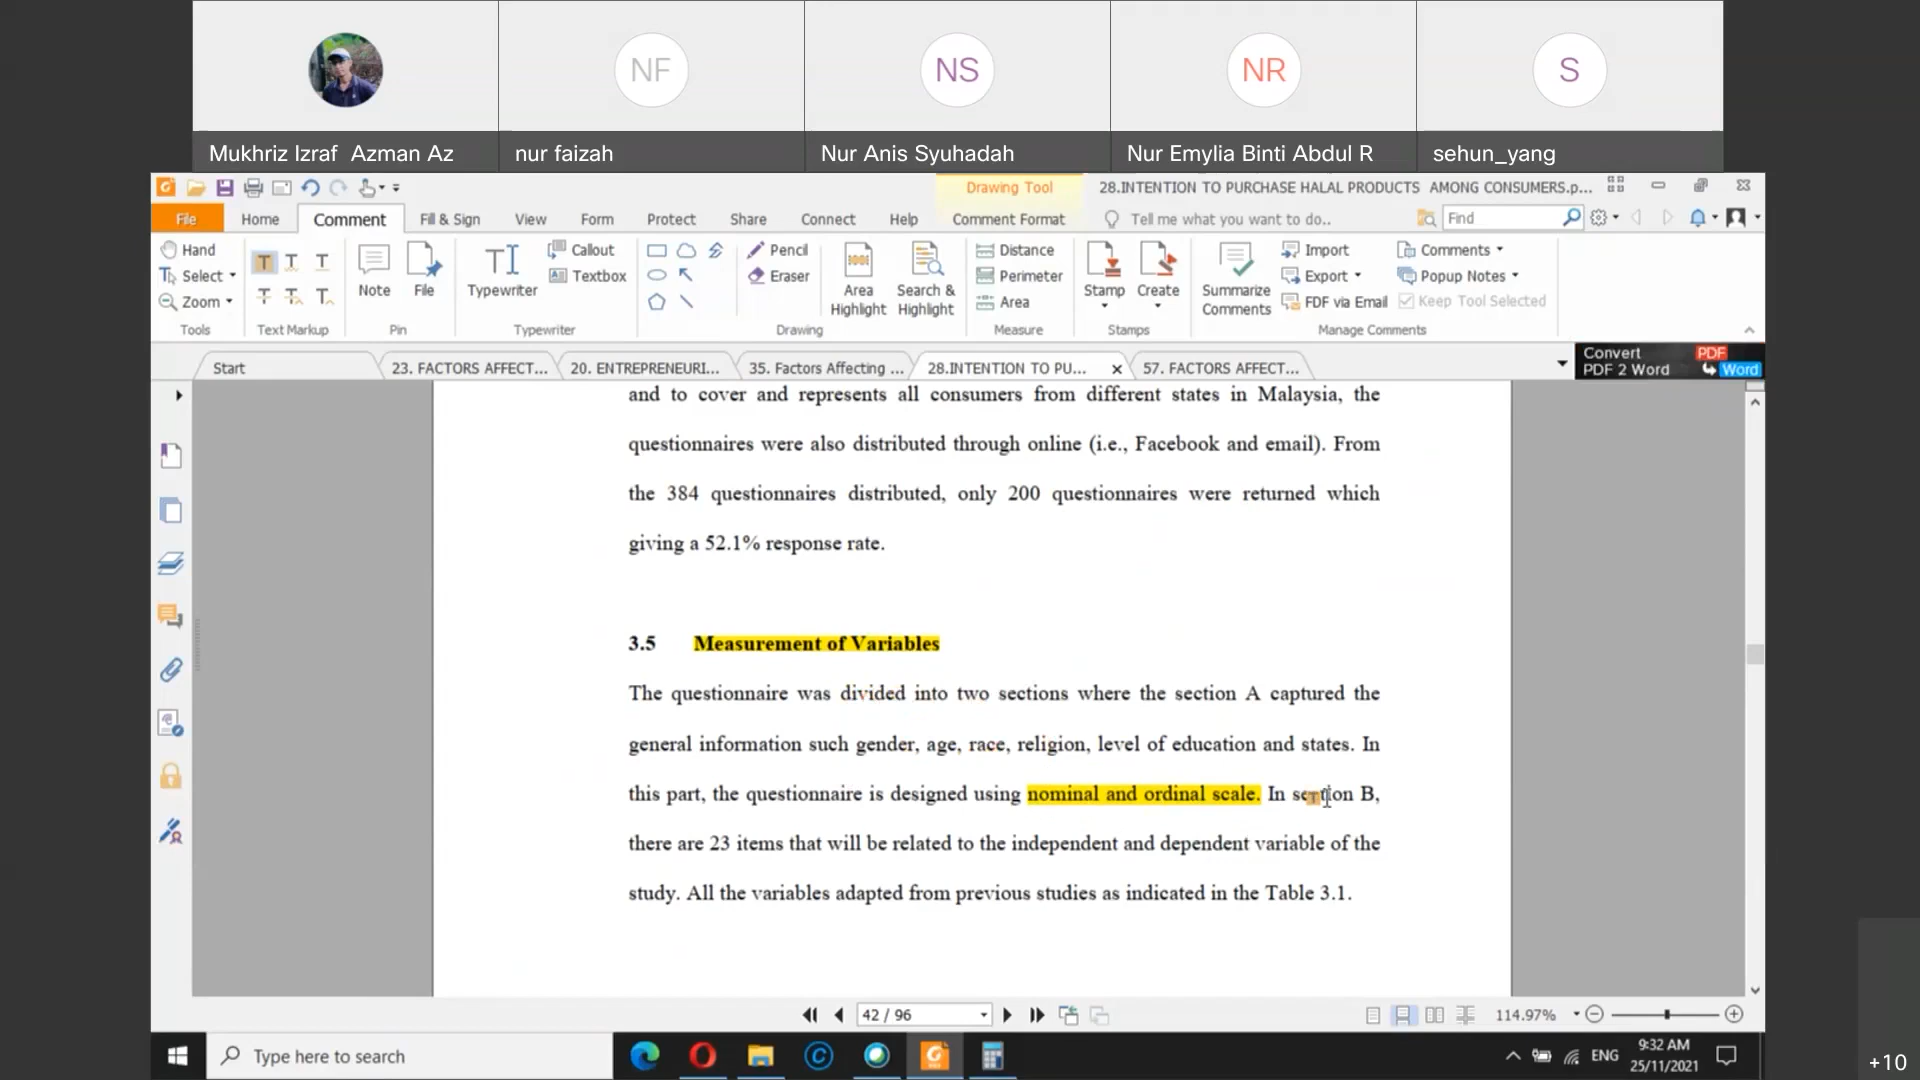 NF
NS
NR
S
Mukhriz Izraf Azman Az
nur faizah
Nur Anis Syuhadah
Nur Emylia Binti Abdul R
sehun_yang
Drawing Tool
28.INTENTION TO PURCHASE HALAL PRODUCTS AMONG CONSUMERS.p...
File
Home
Comment
Fill & Sign
View
Form
Protect
Share
Connect
Help
Comment Format
Tell me what you want to do..
Find
Hand
Select
Zoom
Tools
Text Markup
Note
File
Pin
Typewriter
Callout
Textbox
Typewriter
Pencil
Eraser
Area
Highlight
Search &
Highlight
Drawing
Distance
Perimeter
Area
Measure
Stamp
Create
Stamps
Summarize
Comments
Import
Export
FDF via Email
Comments
Popup Notes
Keep Tool Selected
Manage Comments
Start
23. FACTORS AFFECT...
20. ENTREPRENEURI...
35. Factors Affecting ...
28.INTENTION TO PU...
57. FACTORS AFFECT...
Convert
PDF 2 Word
PDF
Word
and to cover and represents all consumers from different states in Malaysia, the
questionnaires were also distributed through online (i.e., Facebook and email). From
the 384 questionnaires distributed, only 200 questionnaires were returned which
giving a 52.1% response rate.
3.5 Measurement of Variables
The questionnaire was divided into two sections where the section A captured the
general information such gender, age, race, religion, level of education and states. In
this part, the questionnaire is designed using nominal and ordinal scale. In section B,
there are 23 items that will be related to the independent and dependent variable of the
study. All the variables adapted from previous studies as indicated in the Table 3.1.
42 / 96
114.97%
Type here to search
ENG
9:32 AM
25/11/2021
+10